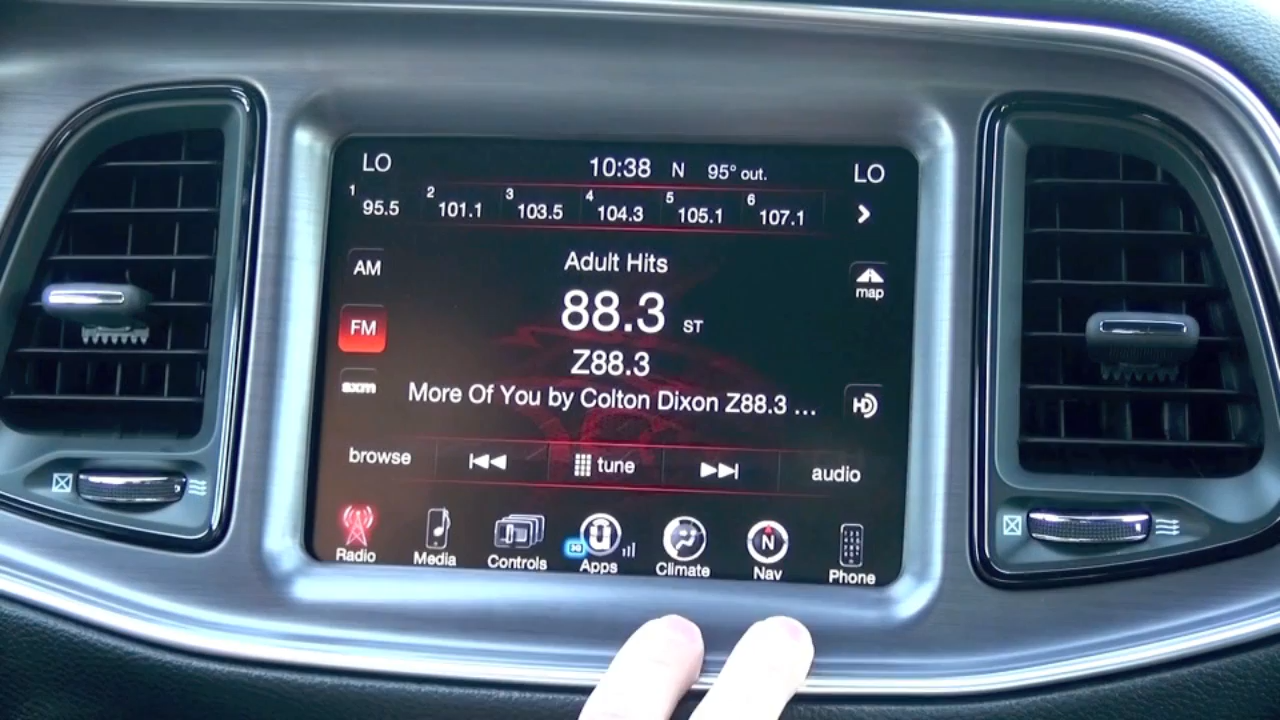 LO 10:38 N 95° out. LO
1 95.5 2 101.1 3 103.5 4 104.3 5 105.1 6 107.1
Adult Hits
AM
map
88.3 ST
FM
Z88.3
sxm
More Of You by Colton Dixon Z88.3 ...
HD
browse tune audio
N
Radio Media Controls Apps Climate Nav Phone